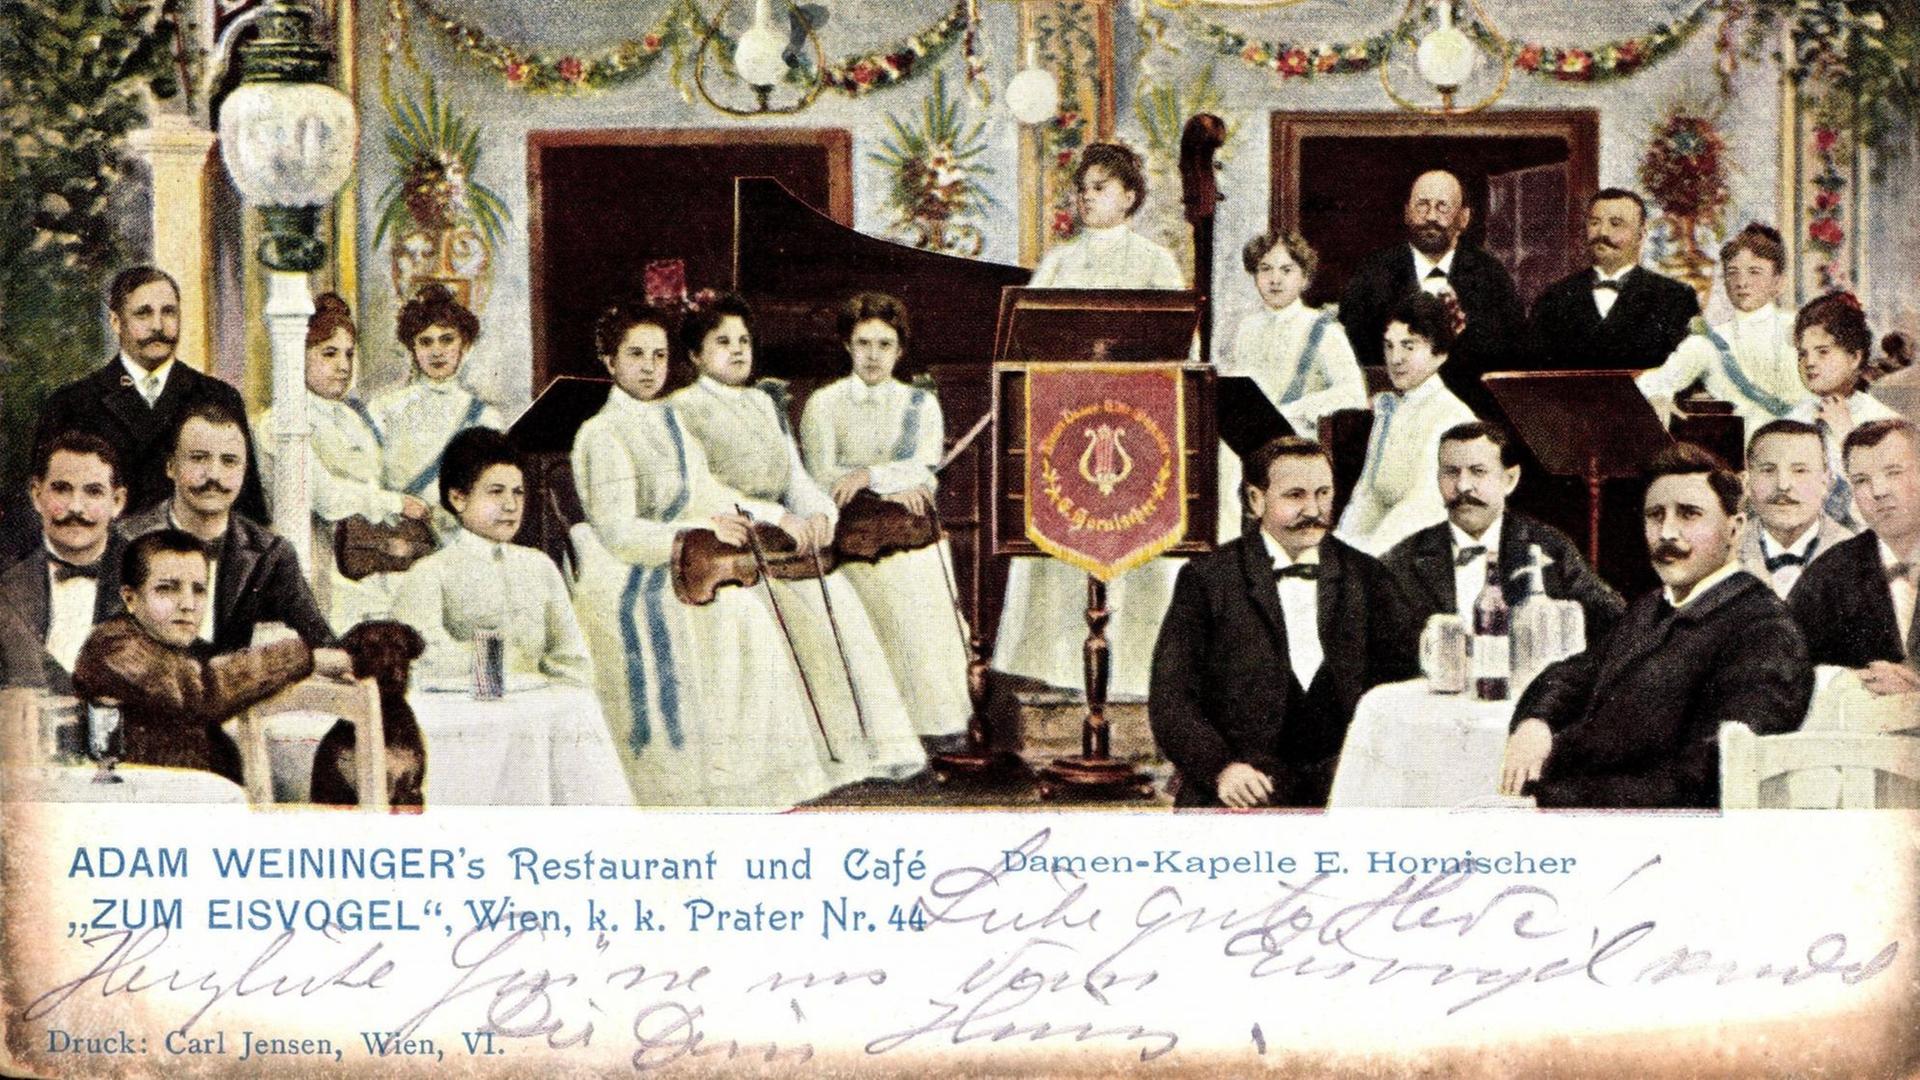 E. Hornischer
ADAM WEININGER's Restaurant und Café
„ZUM EISVOGEL“, Wien, k. k. Prater Nr. 44
Damen-Kapelle E. Hornischer
Liebe gute Hede!
Herzliche Grüsse aus dem Eisvogel sendet
Dir Dein Hans
Druck: Carl Jensen, Wien, VI.